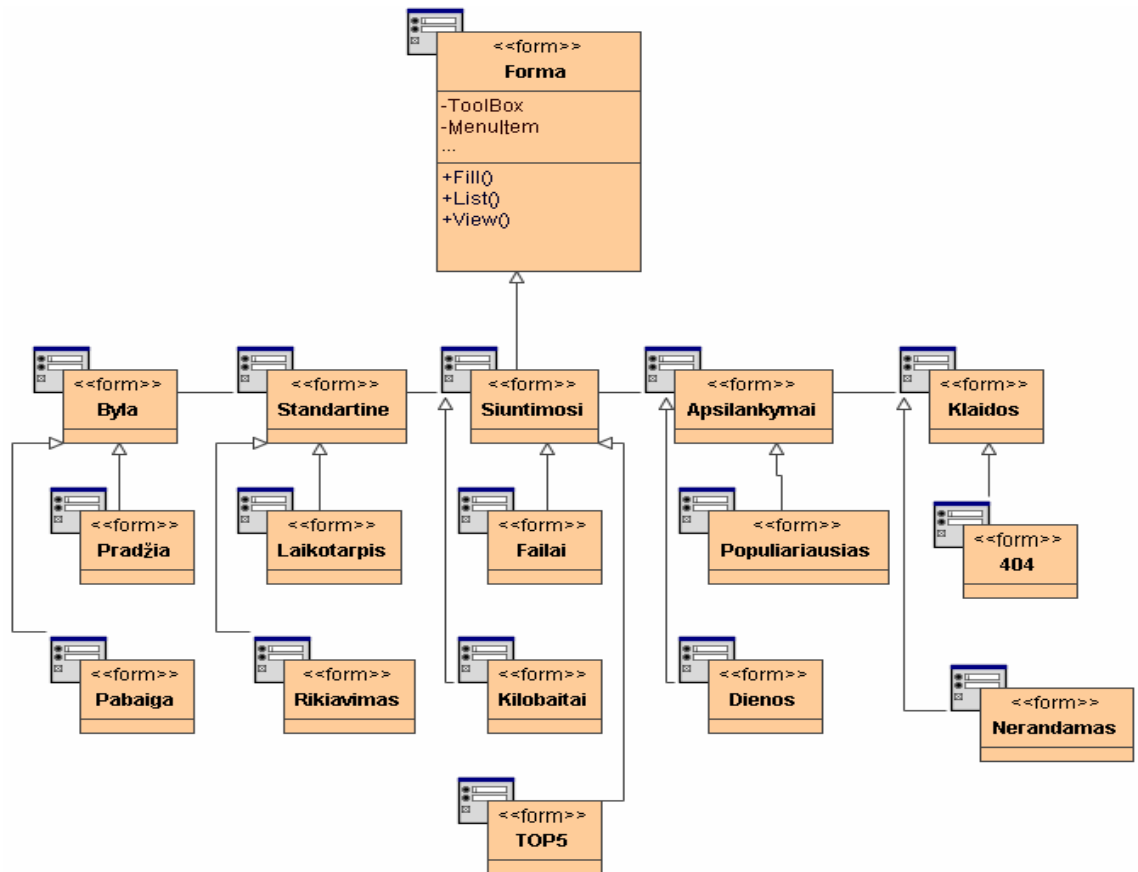 <<form>>
Forma
-ToolBox
-MenuItem
...
+Fill()
+List()
+View()
<<form>>
Byla
<<form>>
Standartine
<<form>>
Siuntimosi
<<form>>
Apsilankymai
<<form>>
Klaidos
<<form>>
Pradžia
<<form>>
Laikotarpis
<<form>>
Failai
<<form>>
Populiariausias
<<form>>
404
<<form>>
Pabaiga
<<form>>
Rikiavimas
<<form>>
Kilobaitai
<<form>>
Dienos
<<form>>
Nerandamas
<<form>>
TOP5